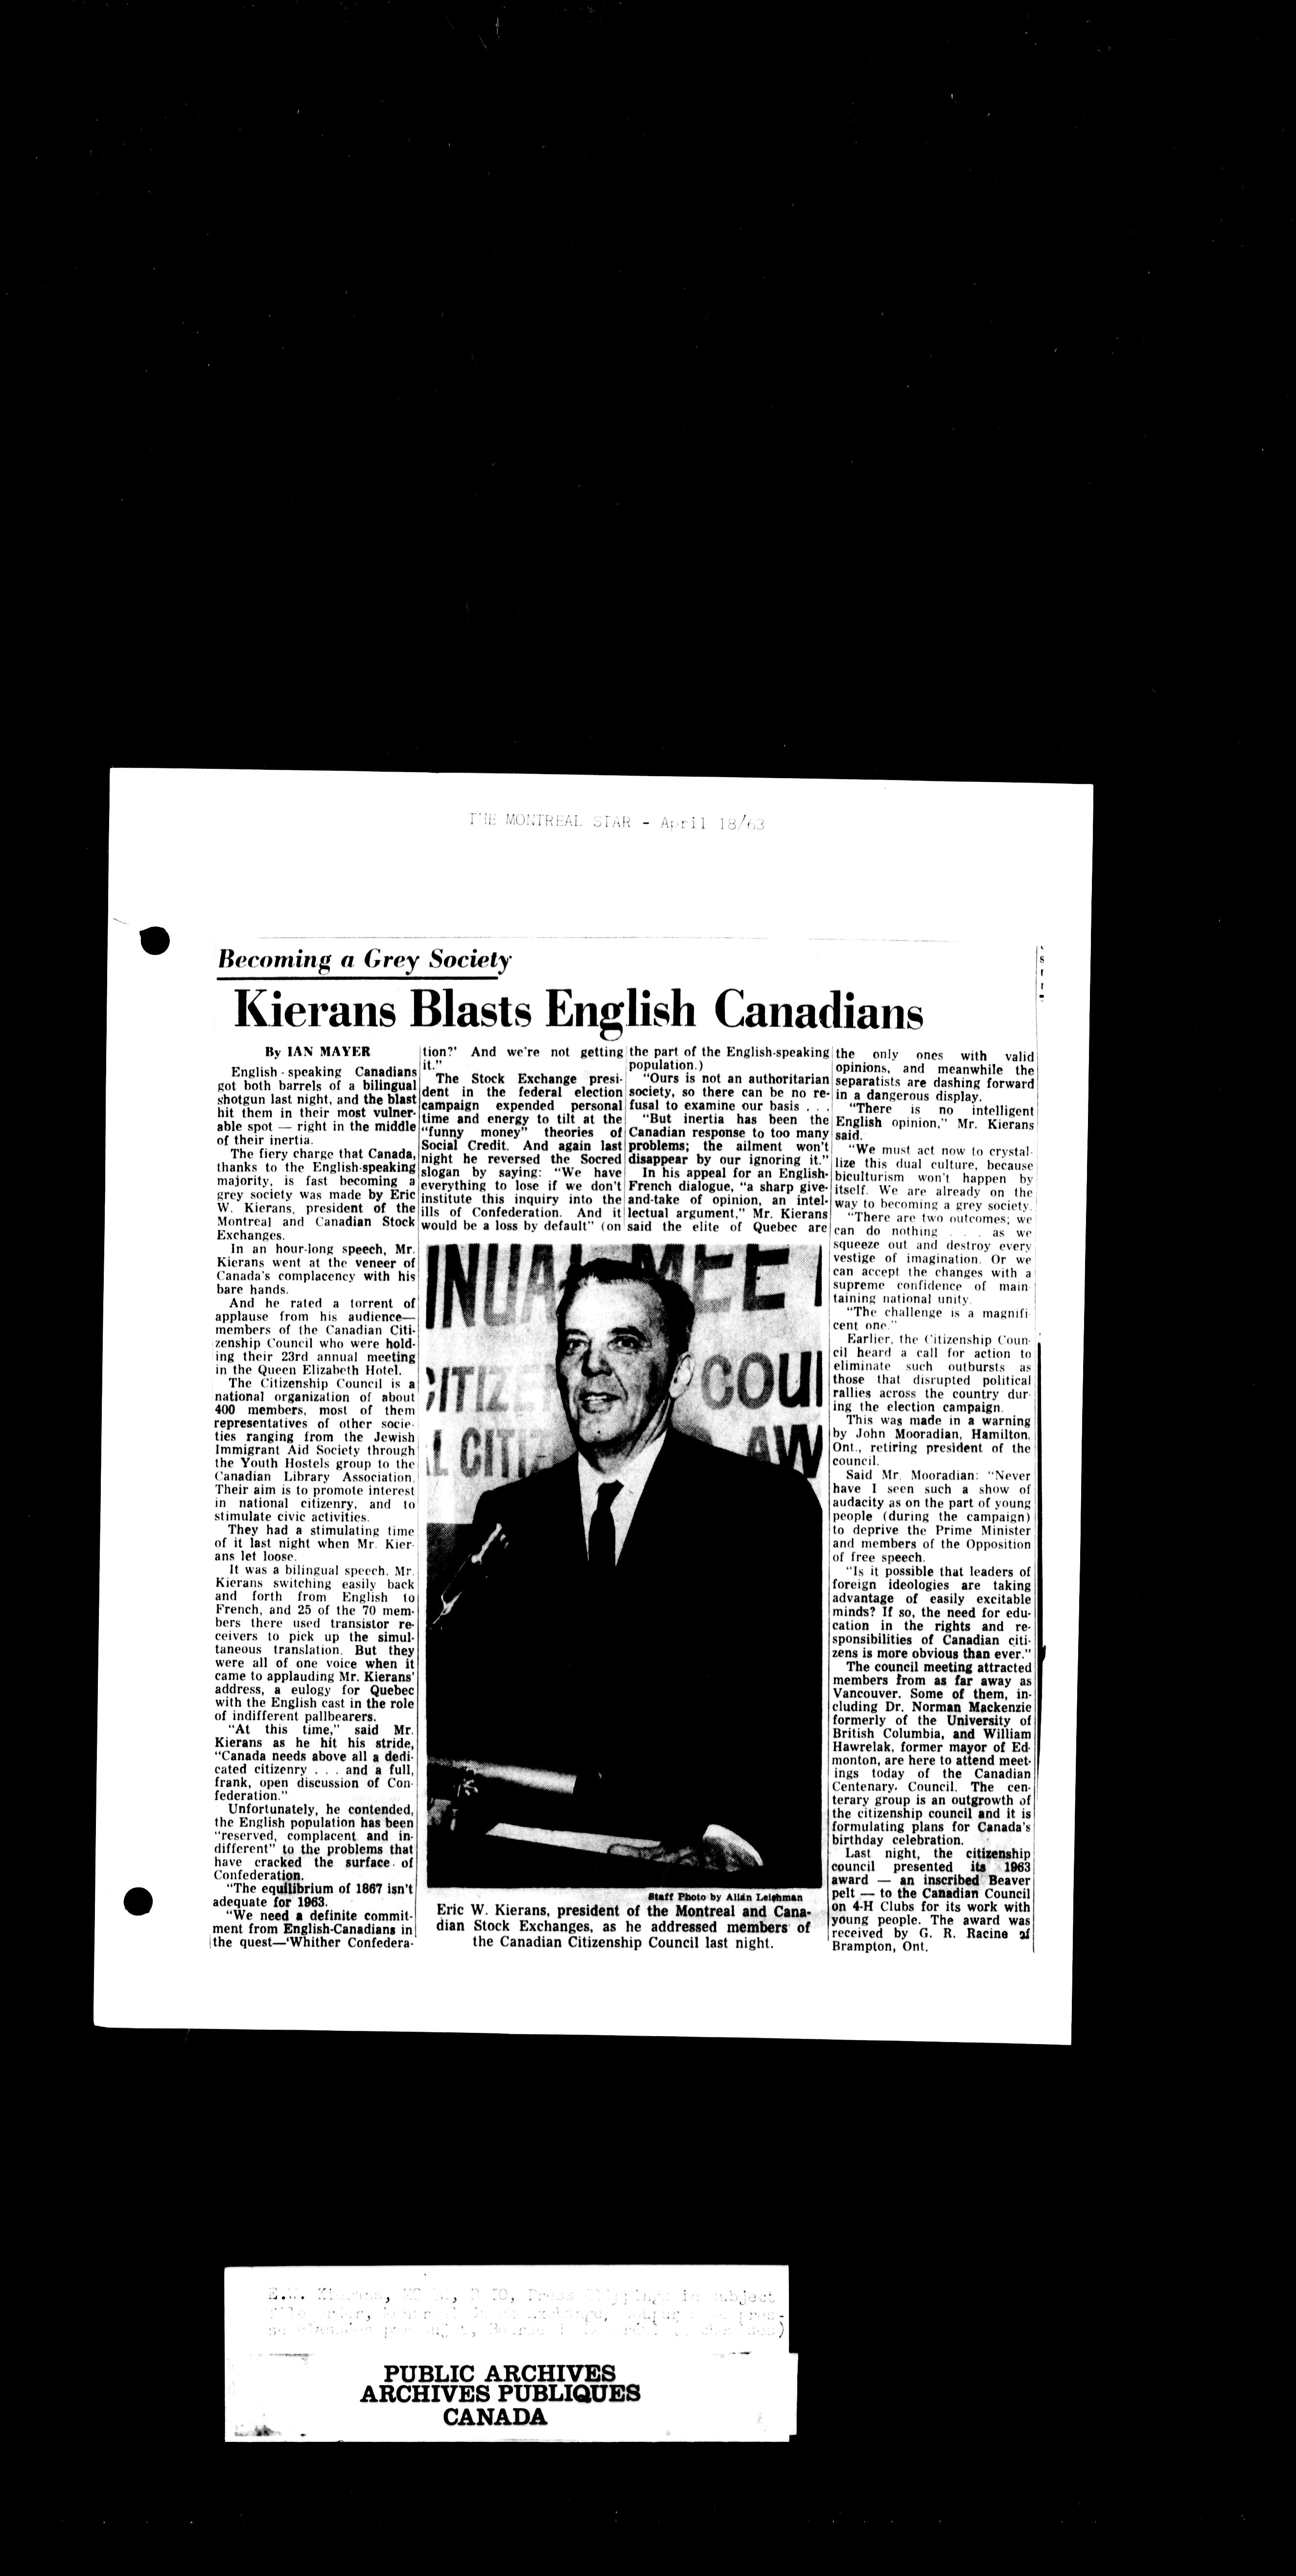 THE MONTREAL STAR - April 18/63
Becoming a Grey Society
Kierans Blasts English Canadians
By IAN MAYER
English - speaking Canadians
got both barrels of a bilingual
shotgun last night, and the blast
hit them in their most vulner-
able spot — right in the middle
of their inertia.
The fiery charge that Canada,
thanks to the English-speaking
majority, is fast becoming a
grey society was made by Eric
W. Kierans, president of the
Montreal and Canadian Stock
Exchanges.
In an hour-long speech, Mr.
Kierans went at the veneer of
Canada's complacency with his
bare hands.
And he rated a torrent of
applause from his audience—
members of the Canadian Citi-
zenship Council who were hold-
ing their 23rd annual meeting
in the Queen Elizabeth Hotel.
The Citizenship Council is a
national organization of about
400 members, most of them
representatives of other socie-
ties ranging from the Jewish
Immigrant Aid Society through
the Youth Hostels group to the
Canadian Library Association.
Their aim is to promote interest
in national citizenry, and to
stimulate civic activities.
They had a stimulating time
of it last night when Mr. Kier-
ans let loose.
It was a bilingual speech, Mr.
Kierans switching easily back
and forth from English to
French, and 25 of the 70 mem-
bers there used transistor re-
ceivers to pick up the simul-
taneous translation. But they
were all of one voice when it
came to applauding Mr. Kierans'
address, a eulogy for Quebec
with the English cast in the role
of indifferent pallbearers.
"At this time," said Mr.
Kierans as he hit his stride,
"Canada needs above all a dedi-
cated citizenry . . . and a full,
frank, open discussion of Con-
federation."
Unfortunately, he contended,
the English population has been
"reserved, complacent and in-
different" to the problems that
have cracked the surface of
Confederation.
"The equilibrium of 1867 isn't
adequate for 1963.
"We need a definite commit-
ment from English-Canadians in
the quest—'Whither Confedera-
tion?' And we're not getting
it."
The Stock Exchange presi-
dent in the federal election
campaign expended personal
time and energy to tilt at the
"funny money" theories of
Social Credit. And again last
night he reversed the Socred
slogan by saying: "We have
everything to lose if we don't
institute this inquiry into the
ills of Confederation. And it
would be a loss by default" (on
the part of the English-speaking
population.)
"Ours is not an authoritarian
society, so there can be no re-
fusal to examine our basis . . .
"But inertia has been the
Canadian response to too many
problems; the ailment won't
disappear by our ignoring it."
In his appeal for an English-
French dialogue, "a sharp give-
and-take of opinion, an intel-
lectual argument," Mr. Kierans
said the elite of Quebec are
the only ones with valid
opinions, and meanwhile the
separatists are dashing forward
in a dangerous display.
"There is no intelligent
English opinion," Mr. Kierans
said.
"We must act now to crystal-
lize this dual culture, because
biculturism won't happen by
itself. We are already on the
way to becoming a grey society.
"There are two outcomes; we
can do nothing . . . as we
squeeze out and destroy every
vestige of imagination. Or we
can accept the changes with a
supreme confidence of main-
taining national unity.
"The challenge is a magnifi-
cent one."
Earlier, the Citizenship Coun-
cil heard a call for action to
eliminate such outbursts as
those that disrupted political
rallies across the country dur-
ing the election campaign.
This was made in a warning
by John Mooradian, Hamilton,
Ont., retiring president of the
council.
Said Mr. Mooradian: "Never
have I seen such a show of
audacity as on the part of young
people (during the campaign)
to deprive the Prime Minister
and members of the Opposition
of free speech.
"Is it possible that leaders of
foreign ideologies are taking
advantage of easily excitable
minds? If so, the need for edu-
cation in the rights and re-
sponsibilities of Canadian citi-
zens is more obvious than ever."
The council meeting attracted
members from as far away as
Vancouver. Some of them, in-
cluding Dr. Norman Mackenzie
formerly of the University of
British Columbia, and William
Hawrelak, former mayor of Ed-
monton, are here to attend meet-
ings today of the Canadian
Centenary. Council. The cen-
terary group is an outgrowth of
the citizenship council and it is
formulating plans for Canada's
birthday celebration.
Last night, the citizenship
council presented its 1963
award — an inscribed Beaver
pelt — to the Canadian Council
on 4-H Clubs for its work with
young people. The award was
received by G. R. Racine of
Brampton, Ont.
INUA MEET
CITIZE COUN
L CITIZ AW
Staff Photo by Allan Leishman
Eric W. Kierans, president of the Montreal and Cana-
dian Stock Exchanges, as he addressed members of
the Canadian Citizenship Council last night.
E.W. Kierans, Press Clippings in subject
PUBLIC ARCHIVES
ARCHIVES PUBLIQUES
CANADA